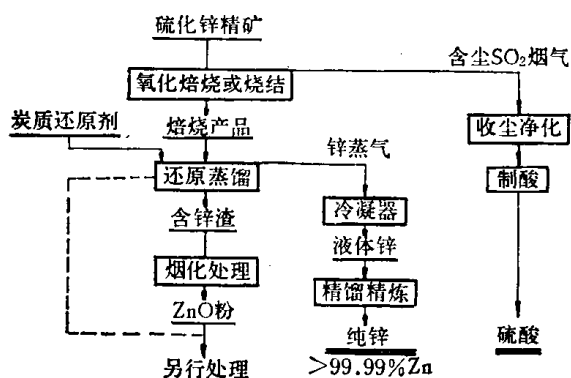 硫化锌精矿
含尘SO₂烟气
氧化焙烧或烧结
炭质还原剂
焙烧产品
收尘净化
锌蒸气
还原蒸馏
制酸
含锌渣
冷凝器
液体锌
烟化处理
精馏精炼
ZnO粉
纯锌
硫酸
另行处理
>99.99%Zn